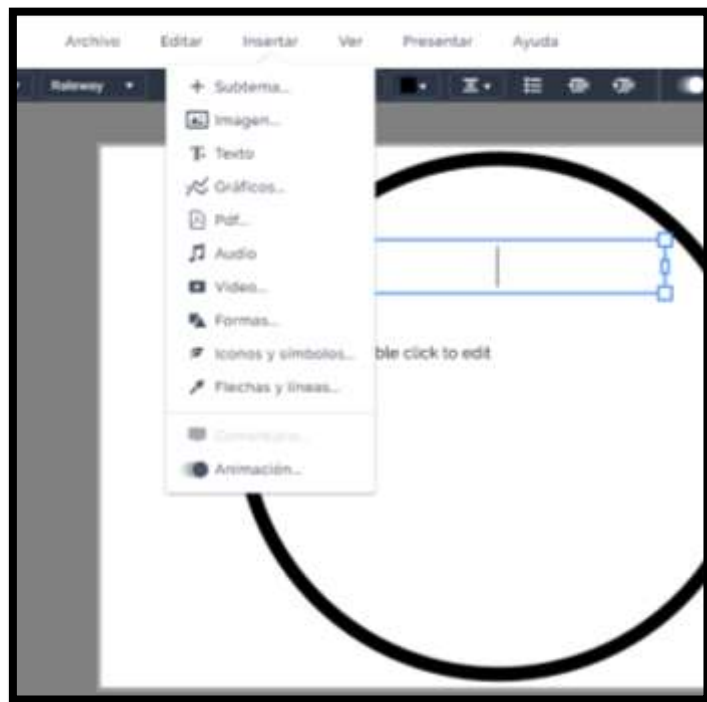 Archivo Editar Insertar Ver Presentar Ayuda
Raleway
Subtema...
Imagen...
Texto
Gráficos...
Pdf...
Audio
Video...
Formas...
Iconos y símbolos...
ble click to edit
Flechas y líneas...
Comentario...
Animación...